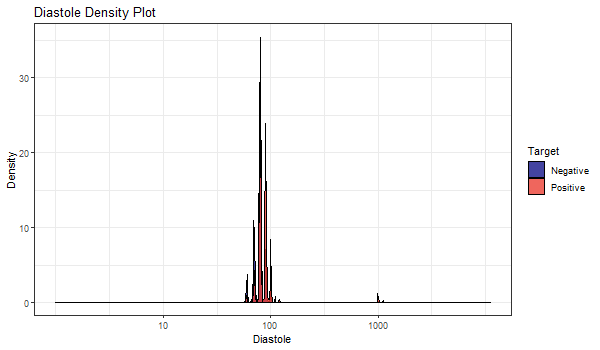 Diastole Density Plot
30
20
10
0
Density
10
100
1000
Diastole
Target
Negative
Positive